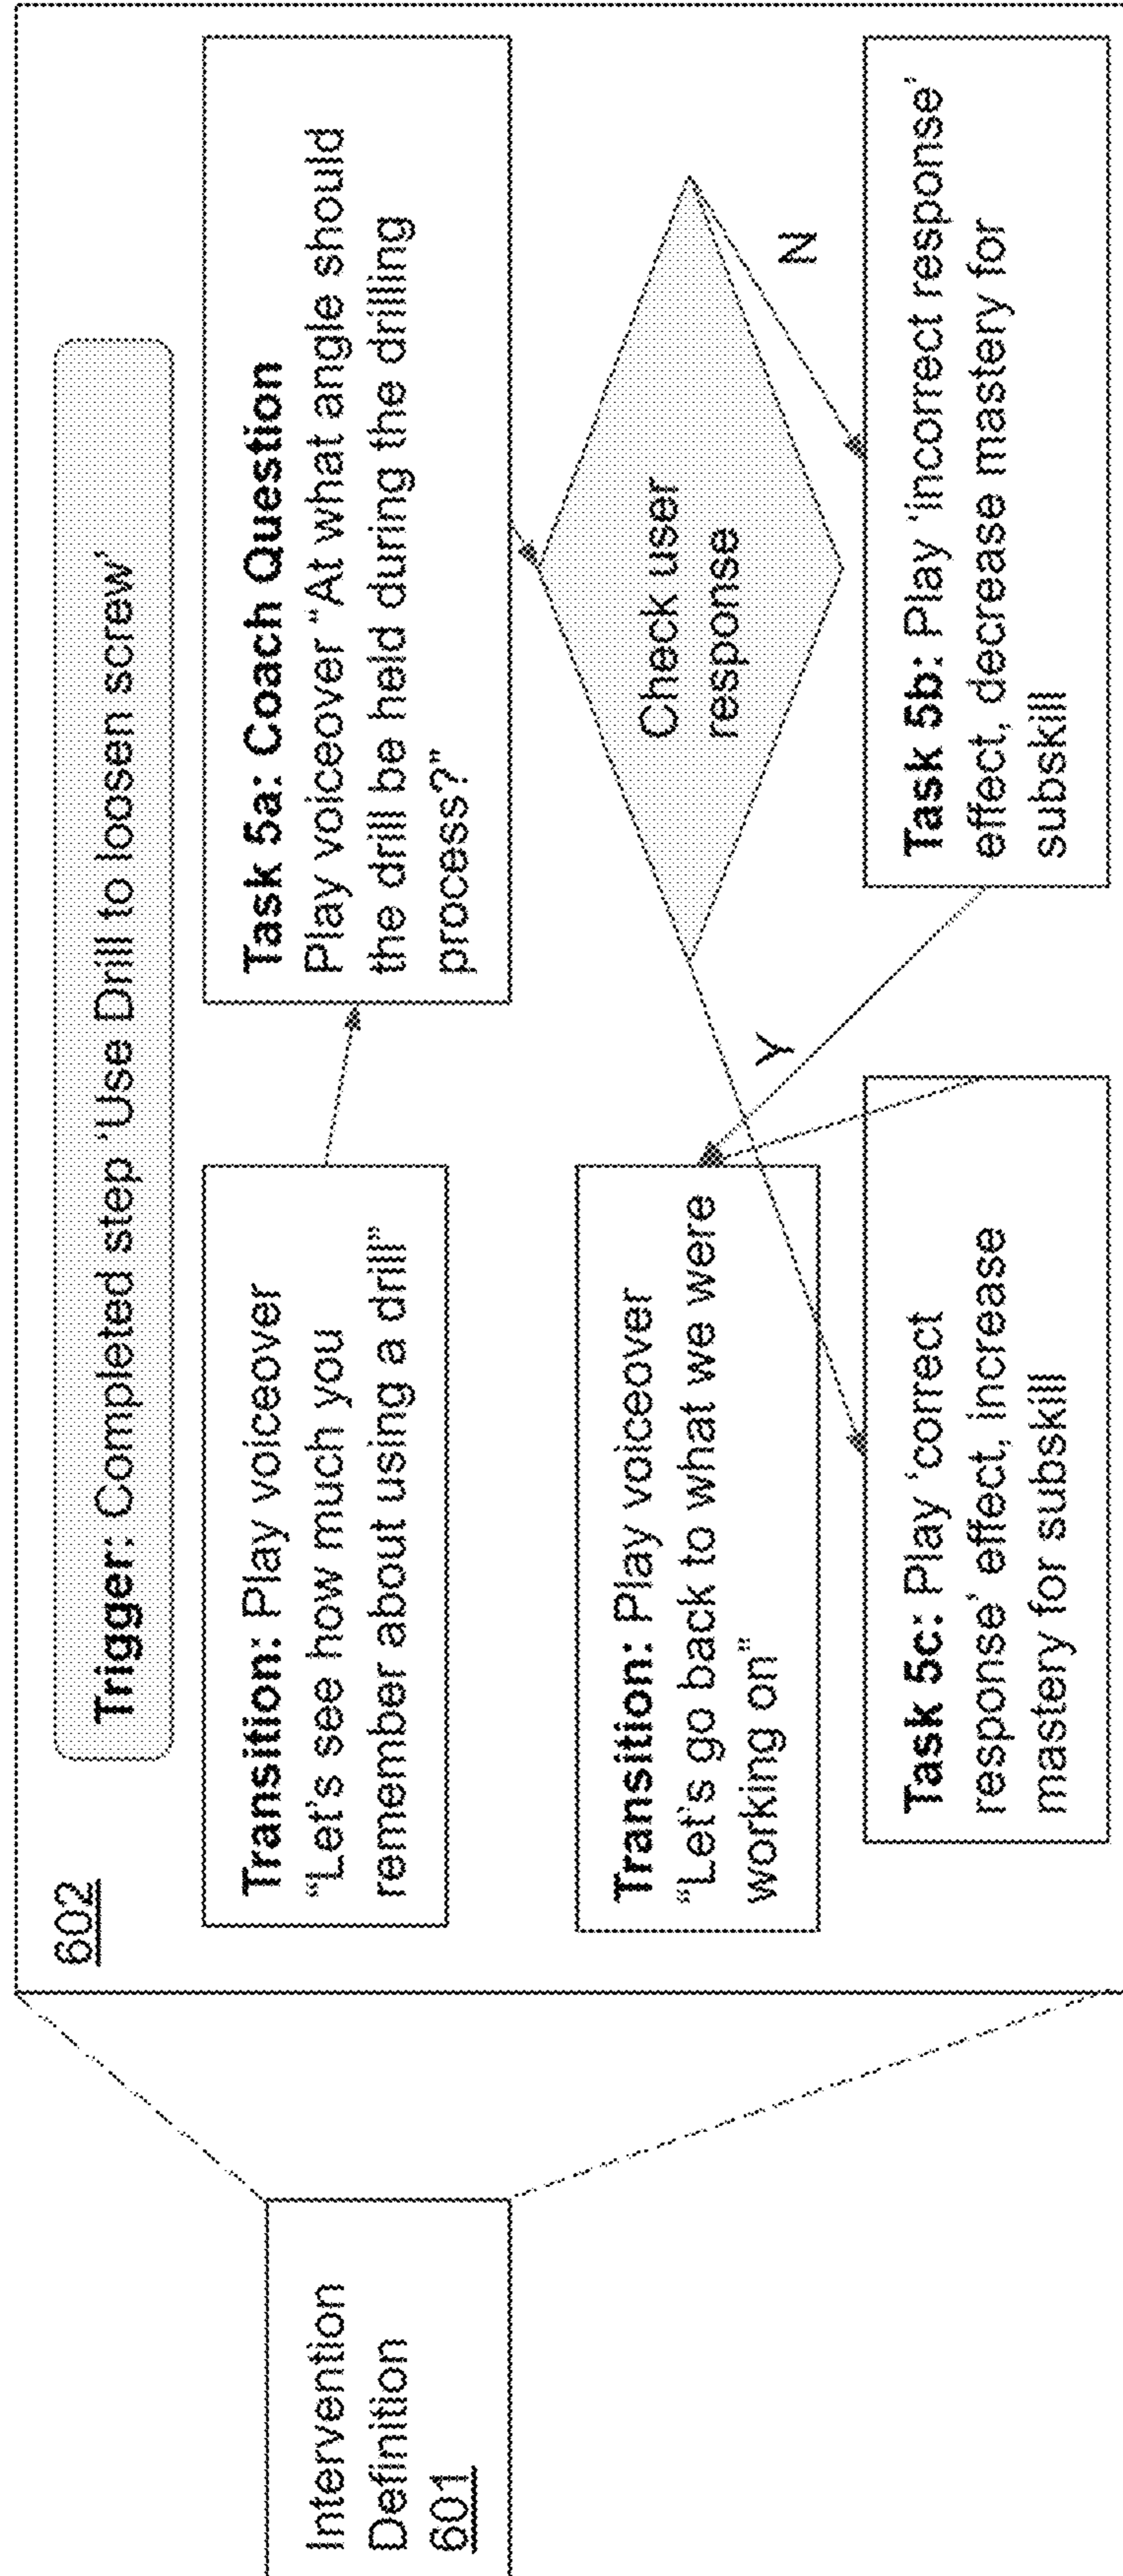 Intervention
Definition
601
602
Trigger: Completed step 'Use Drill to loosen screw'
Transition: Play voiceover
"Let's see how much you
remember about using a drill"
Task 5a: Coach Question
Play voiceover "At what angle should
the drill be held during the drilling
process?"
Transition: Play voiceover
"Let's go back to what we were
working on"
Check user
response
Y
N
Task 5c: Play 'correct
response' effect, increase
mastery for subskill
Task 5b: Play 'incorrect response'
effect, decrease mastery for
subskill